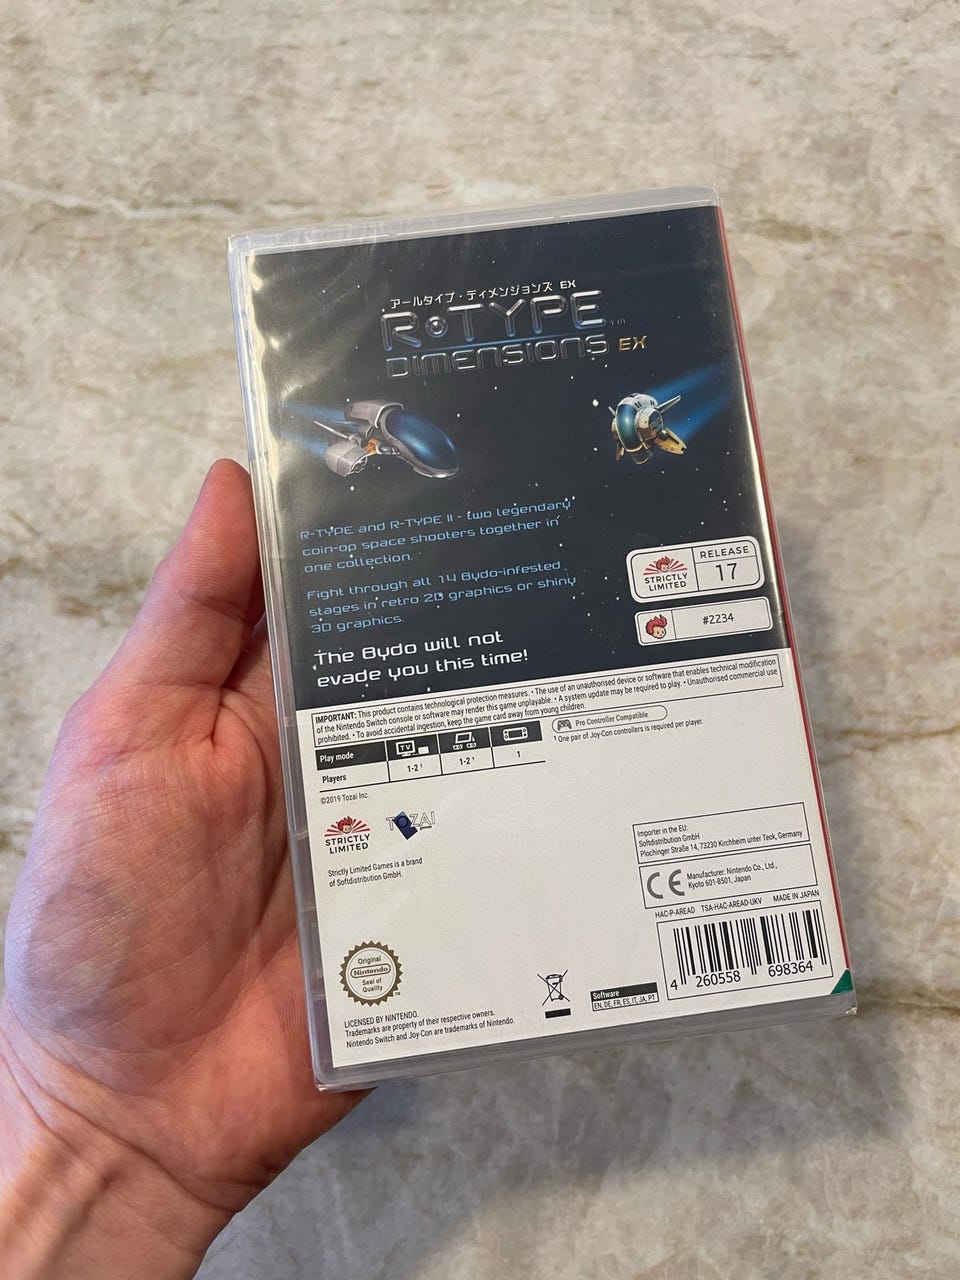 アールタイプ・ディメンジョンズ EX
R-TYPE™
DIMENSIONS EX
R-TYPE and R-TYPE II - two legendary
coin-op space shooters together in
one collection.
Fight through all 14 Bydo-infested
stages in retro 2D graphics or shiny
3D graphics.
The Bydo will not
evade you this time!
STRICTLY
LIMITED
RELEASE
17
#2234
IMPORTANT: This product contains technological protection measures. • The use of an unauthorised device or software that enables technical modification
of the Nintendo Switch console or software may render this game unplayable. • A system update may be required to play. • Unauthorised commercial use
prohibited. • To avoid accidental ingestion, keep the game card away from young children.
Play mode
TV
Players
1-2 ¹
1-2 ¹
1
Pro Controller Compatible
¹ One pair of Joy-Con controllers is required per player.
©2019 Tozai Inc.
STRICTLY
LIMITED
TOZAI
Strictly Limited Games is a brand
of Softdistribution GmbH.
Importer in the EU:
Softdistribution GmbH
Plochinger Straße 14, 73230 Kirchheim unter Teck, Germany
CE
Manufacturer: Nintendo Co., Ltd.,
Kyoto 601-8501, Japan
HAC-P-AREAD TSA-HAC-AREAD-UKV MADE IN JAPAN
4 260558 698364
Original
Nintendo
Seal of
Quality
™
Software
EN, DE, FR, ES, IT, JA, PT
LICENSED BY NINTENDO.
Trademarks are property of their respective owners.
Nintendo Switch and Joy-Con are trademarks of Nintendo.